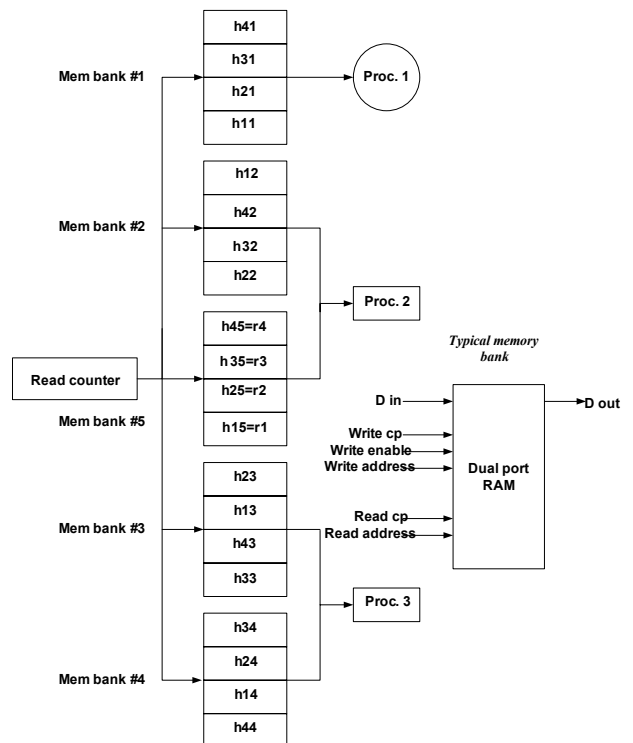 h41
h31
Mem bank #1
Proc. 1
h21
h11
h12
h42
Mem bank #2
h32
h22
Proc. 2
h45=r4
h35=r3
Read counter
h25=r2
h15=r1
Mem bank #5
h23
h13
Mem bank #3
h43
h33
Proc. 3
h34
h24
Mem bank #4
h14
h44
Typical memory
bank
D in
D out
Write cp
Write enable
Write address
Dual port
RAM
Read cp
Read address